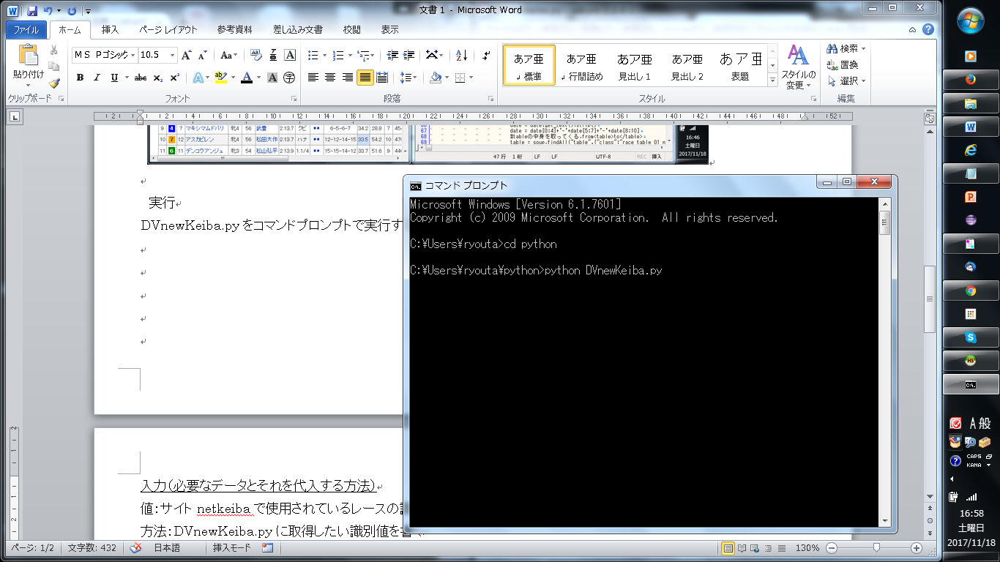 文書 1 - Microsoft Word
ファイル ホーム 挿入 ページ レイアウト 参考資料 差し込み文書 校閲 表示
貼り付け
クリップボード
ＭＳ Ｐゴシック 10.5
フォント
段落
あア亜 あア亜 あア亜 あア亜 あア亜
標準 行間詰め 見出し 1 見出し 2 表題
スタイルの
変更
スタイル
検索
置換
選択
編集
9 4 7 マキシマムドパリ 牝4 56 武豊 2:13.7 クビ ** 6-5-6-7 34.2 28.8 7
10 7 12 アスカビレン 牝4 56 松田大作 2:13.7 ハナ ** 12-12-14-15 33.5 54.2 10
11 6 11 デンコウアンジュ 牝3 54 松山弘平 2:13.9 1.1/4 ** 15-15-14-12 33.7 51.6 9
67 date = date[0:4]+'-'+date[5:7]+'-'+date[8:10]
68 #tableの中身を取ってくる.from<table>to</table>
69 table = soup.findAll("table",{"class":"race_table_01 n
47 行 1 桁 LF LF UTF-8 REC 挿入
16:46
土曜日
2017/11/18
実行
DVnewKeiba.py をコマンドプロンプトで実行す
コマンド プロンプト
Microsoft Windows [Version 6.1.7601]
Copyright (c) 2009 Microsoft Corporation.  All rights reserved.
C:¥Users¥ryouta>cd python
C:¥Users¥ryouta¥python>python DVnewKeiba.py
入力（必要なデータとそれを代入する方法）
値：サイト netkeiba で使用されているレースの
方法：DVnewKeiba.py に取得したい識別値を書く
ページ: 1/2 文字数: 432 日本語 挿入モード 130%
A 般
CAPS
KANA
16:58
土曜日
2017/11/18